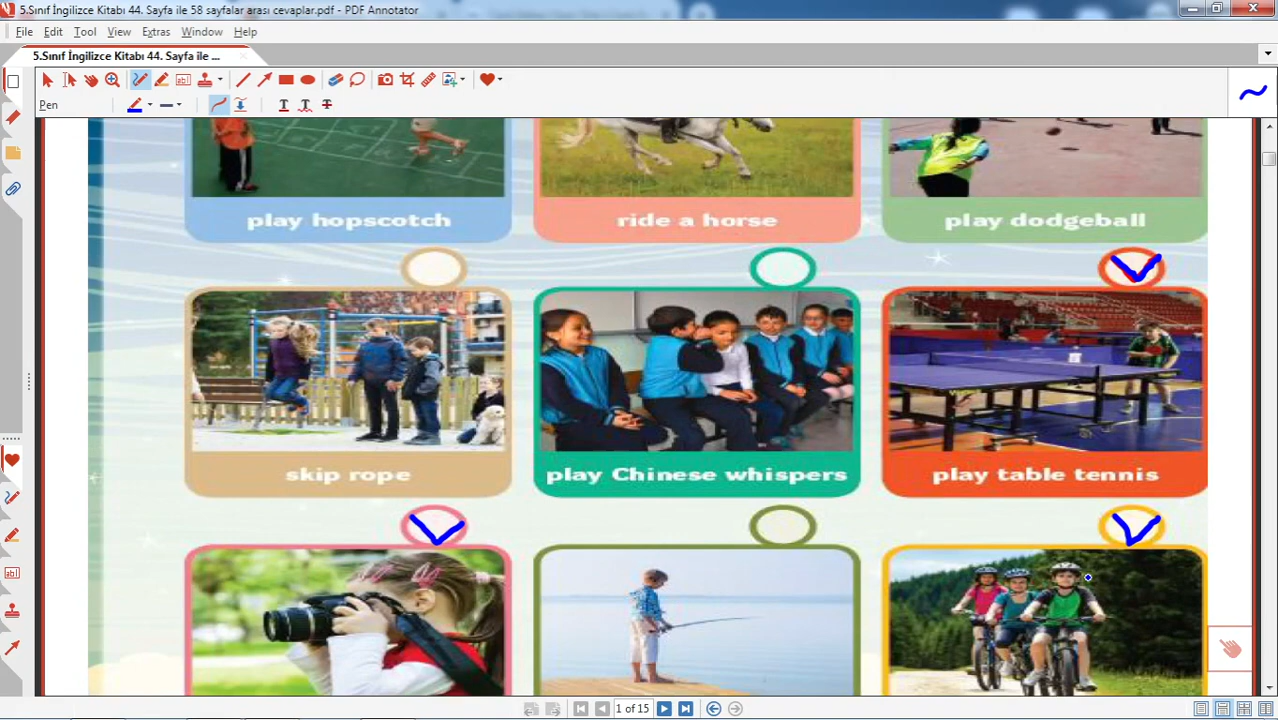 5.Sınıf İngilizce Kitabı 44. Sayfa ile 58 sayfalar arası cevaplar.pdf - PDF Annotator
File Edit Tool View Extras Window Help
5.Sınıf İngilizce Kitabı 44. Sayfa ile ...
Pen
play hopscotch
ride a horse
play dodgeball
skip rope
play Chinese whispers
play table tennis
1 of 15